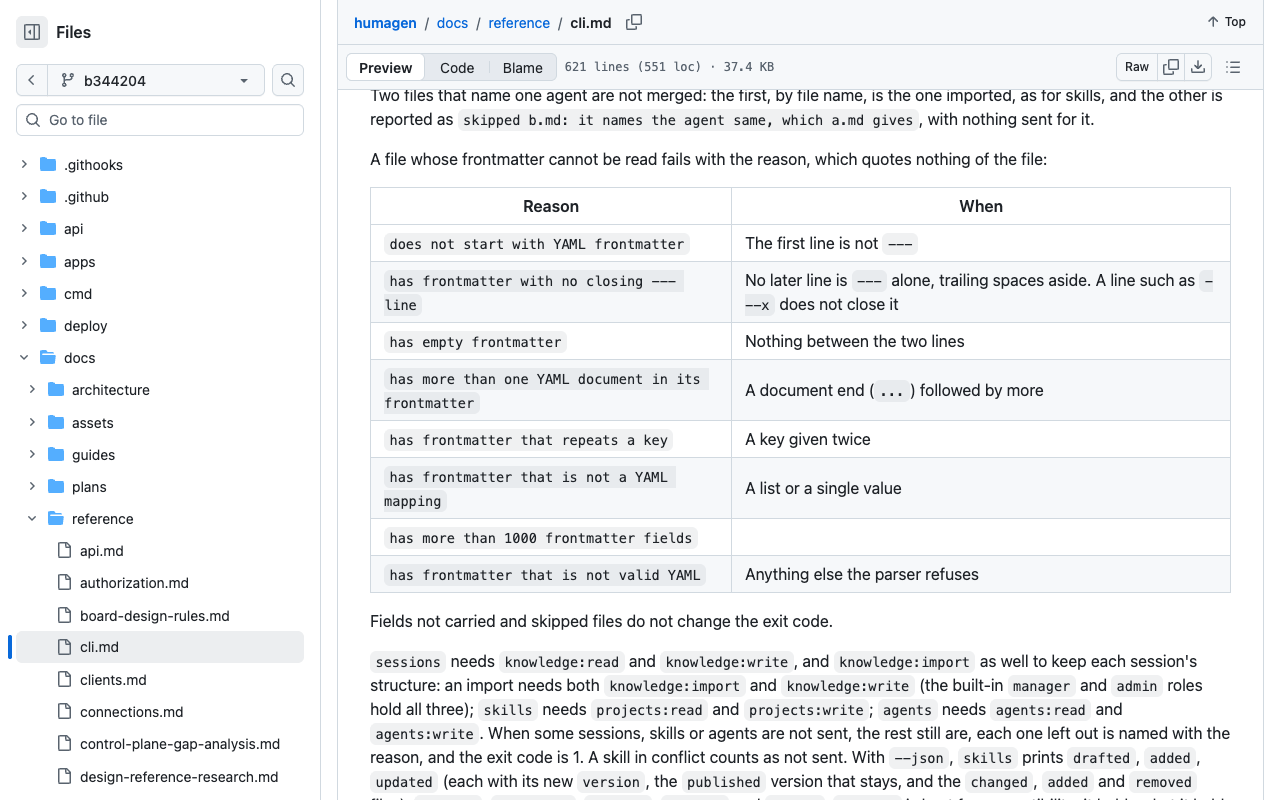 Files
b344204
Go to file
.githooks
.github
api
apps
cmd
deploy
docs
architecture
assets
guides
plans
reference
api.md
authorization.md
board-design-rules.md
cli.md
clients.md
connections.md
control-plane-gap-analysis.md
design-reference-research.md
humagen / docs / reference / cli.md
Top
Preview Code Blame 621 lines (551 loc) · 37.4 KB
Raw
Two files that name one agent are not merged: the first, by file name, is the one imported, as for skills, and the other is
reported as skipped b.md: it names the agent same, which a.md gives , with nothing sent for it.
A file whose frontmatter cannot be read fails with the reason, which quotes nothing of the file:
Reason When
does not start with YAML frontmatter The first line is not ---
has frontmatter with no closing ---
line
No later line is --- alone, trailing spaces aside. A line such as -
--x does not close it
has empty frontmatter Nothing between the two lines
has more than one YAML document in its
frontmatter
A document end ( ... ) followed by more
has frontmatter that repeats a key A key given twice
has frontmatter that is not a YAML
mapping
A list or a single value
has more than 1000 frontmatter fields
has frontmatter that is not valid YAML Anything else the parser refuses
Fields not carried and skipped files do not change the exit code.
sessions needs knowledge:read and knowledge:write , and knowledge:import as well to keep each session's
structure: an import needs both knowledge:import and knowledge:write (the built-in manager and admin roles
hold all three); skills needs projects:read and projects:write ; agents needs agents:read and
agents:write . When some sessions, skills or agents are not sent, the rest still are, each one left out is named with the
reason, and the exit code is 1. A skill in conflict counts as not sent. With --json , skills prints drafted , added ,
updated (each with its new version , the published version that stays, and the changed , added and removed